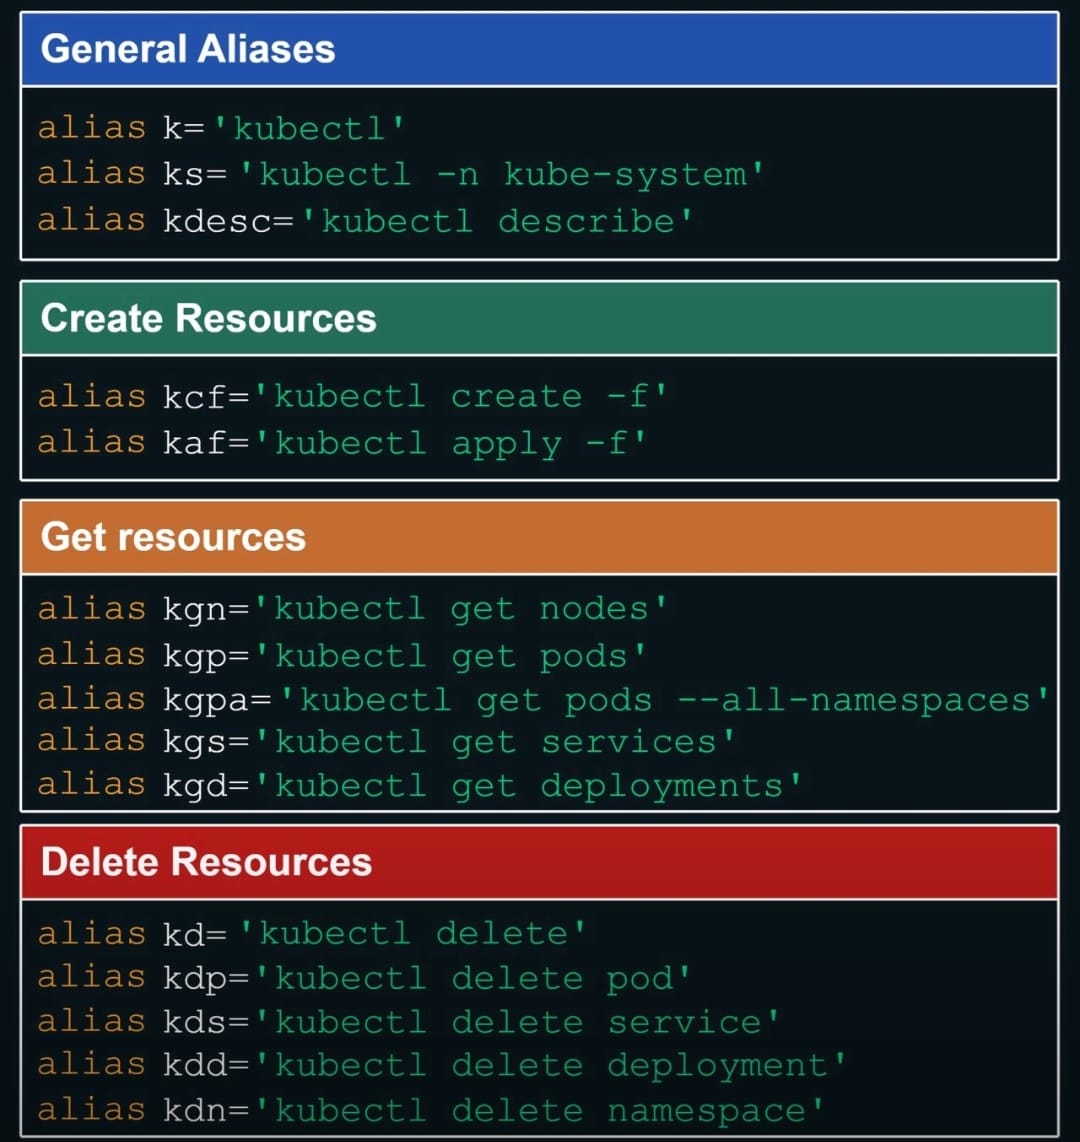 General Aliases
alias k='kubectl'
alias ks='kubectl -n kube-system'
alias kdesc='kubectl describe'
Create Resources
alias kcf='kubectl create -f'
alias kaf='kubectl apply -f'
Get resources
alias kgn='kubectl get nodes'
alias kgp='kubectl get pods'
alias kgpa='kubectl get pods --all-namespaces'
alias kgs='kubectl get services'
alias kgd='kubectl get deployments'
Delete Resources
alias kd='kubectl delete'
alias kdp='kubectl delete pod'
alias kds='kubectl delete service'
alias kdd='kubectl delete deployment'
alias kdn='kubectl delete namespace'